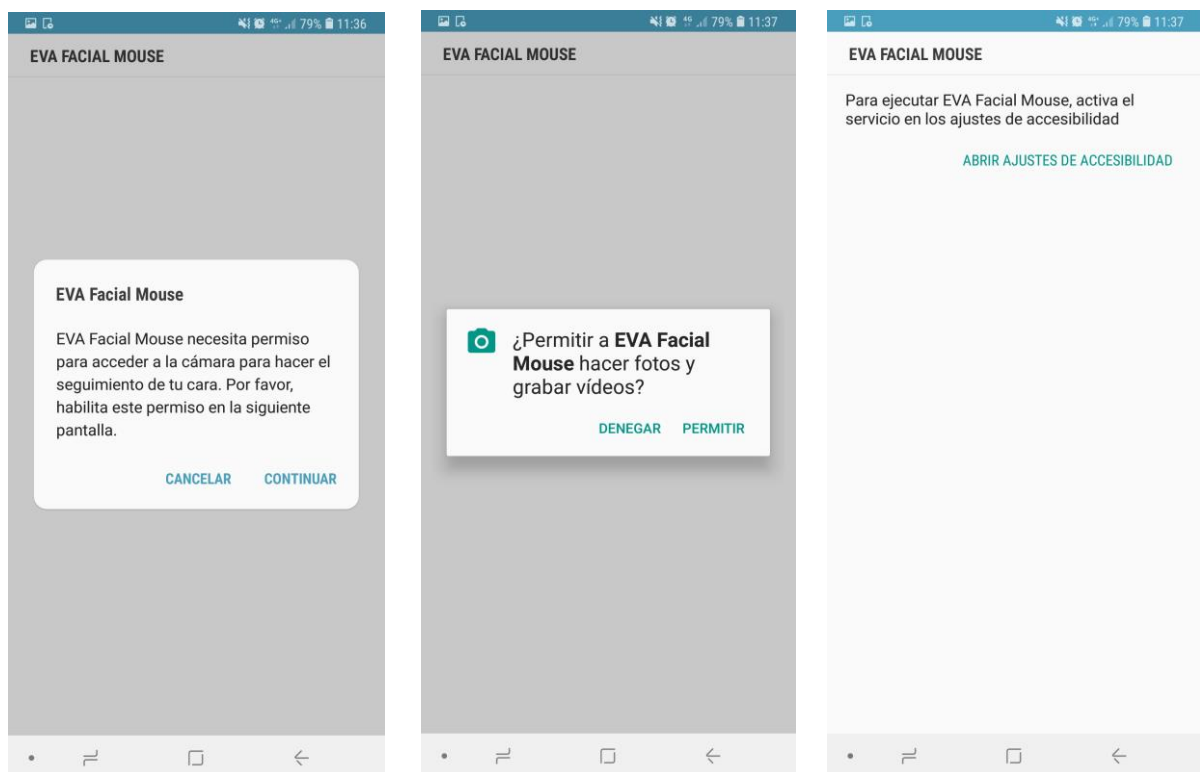 79% 11:36
EVA FACIAL MOUSE
EVA Facial Mouse
EVA Facial Mouse necesita permiso
para acceder a la cámara para hacer el
seguimiento de tu cara. Por favor,
habilita este permiso en la siguiente
pantalla.
CANCELAR CONTINUAR
79% 11:37
EVA FACIAL MOUSE
¿Permitir a EVA Facial
Mouse hacer fotos y
grabar vídeos?
DENEGAR PERMITIR
79% 11:37
EVA FACIAL MOUSE
Para ejecutar EVA Facial Mouse, activa el
servicio en los ajustes de accesibilidad
ABRIR AJUSTES DE ACCESIBILIDAD